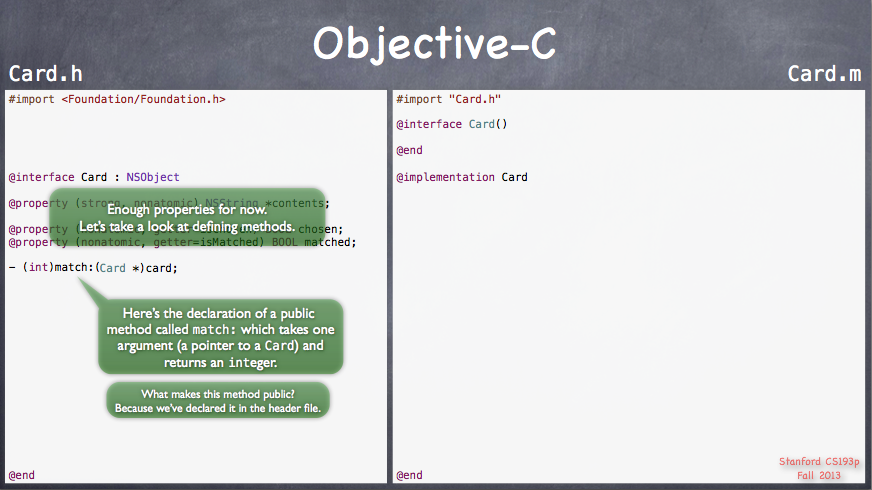 Objective-C
Card.h
Card.m
#import <Foundation/Foundation.h>
@interface Card : NSObject
@property (strong, nonatomic) NSString *contents;
Enough properties for now.
Let's take a look at defining methods.
@property chosen;
@property (nonatomic, getter=isMatched) BOOL matched;
- (int)match:(Card *)card;
Here's the declaration of a public
method called match: which takes one
argument (a pointer to a Card) and
returns an integer.
What makes this method public?
Because we've declared it in the header file.
@end
#import "Card.h"
@interface Card()
@end
@implementation Card
@end
Stanford CS193p
Fall 2013